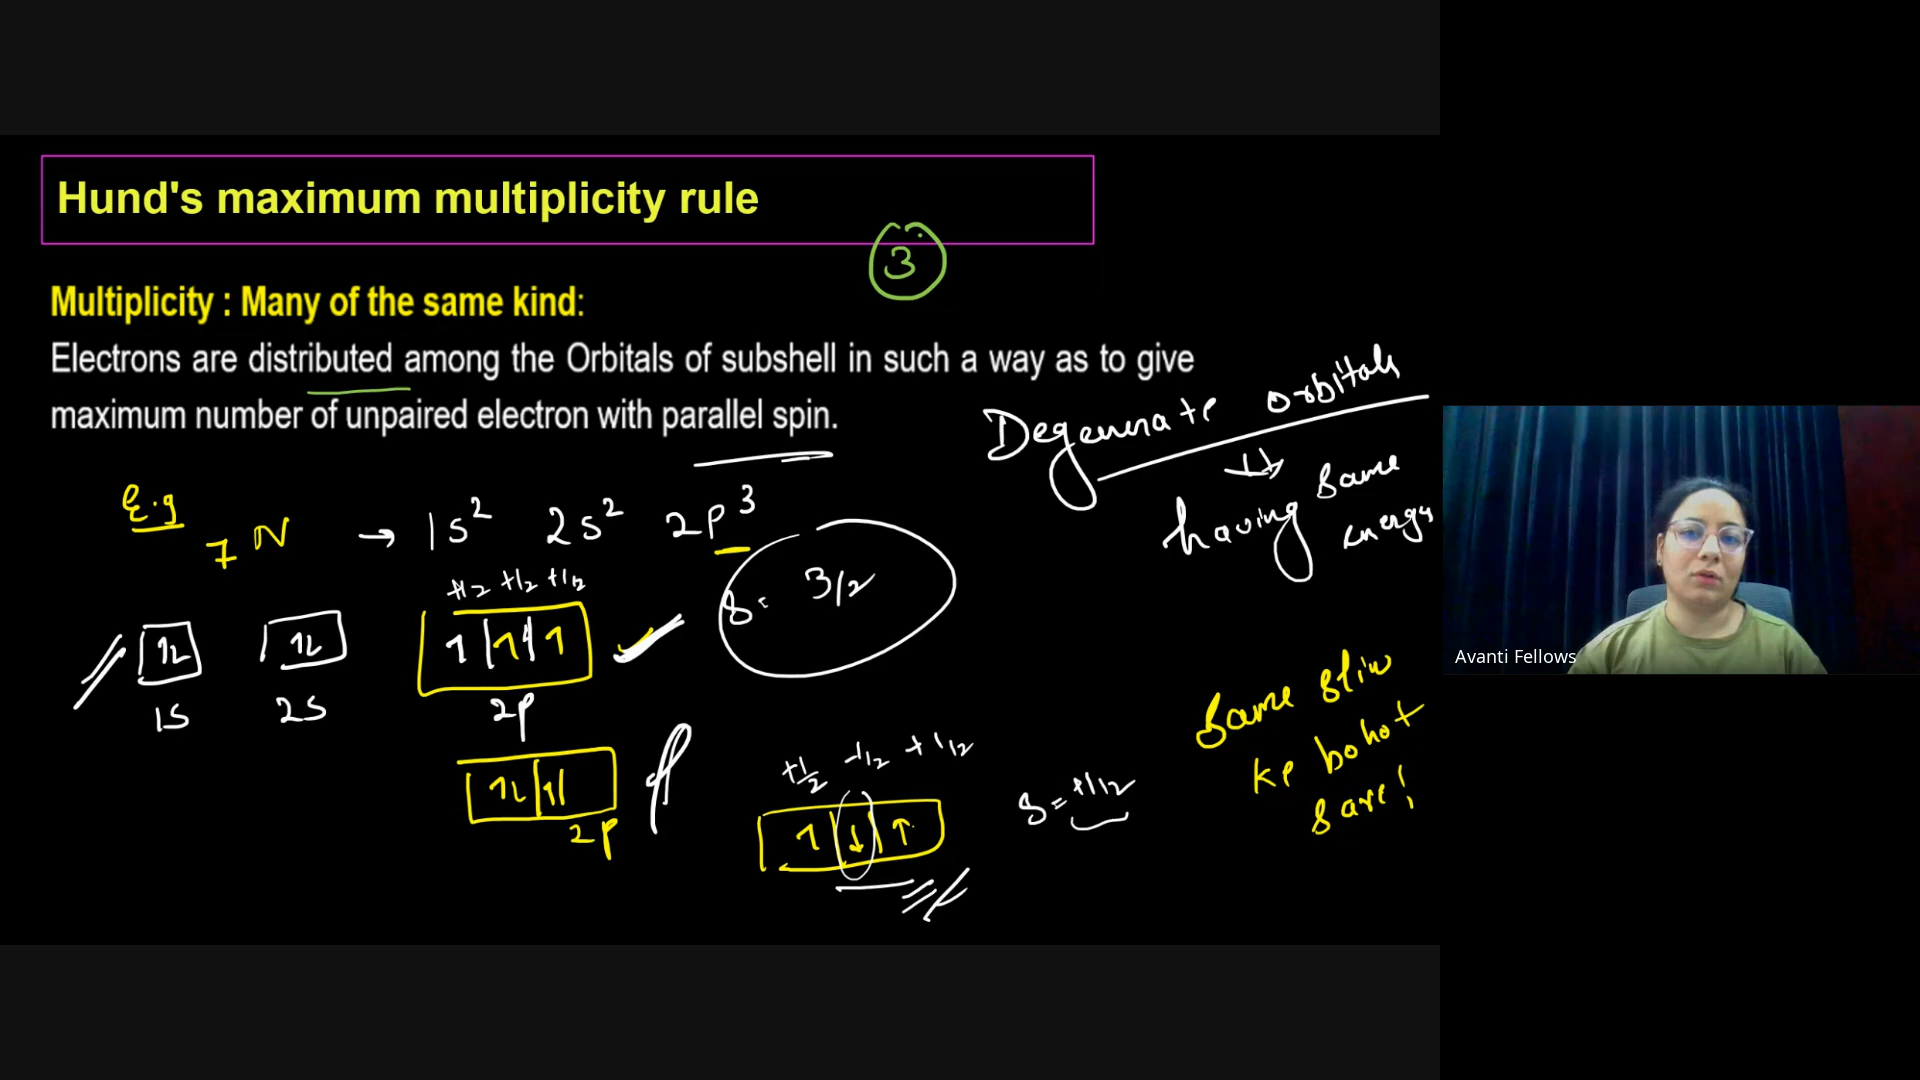 Hund's maximum multiplicity rule
3
Multiplicity : Many of the same kind:
Electrons are distributed among the Orbitals of subshell in such a way as to give
maximum number of unpaired electron with parallel spin.
Degenerate orbitals
having same
energy
E.g
7 N → 1s² 2s² 2p³
+1/2 +1/2 +1/2
s = 3/2
1 1 1
1s 2s 2p
2p
+1/2 -1/2 +1/2
↓ ↑
s = +1/2
Same
ke bohot
sare!
Avanti Fellows